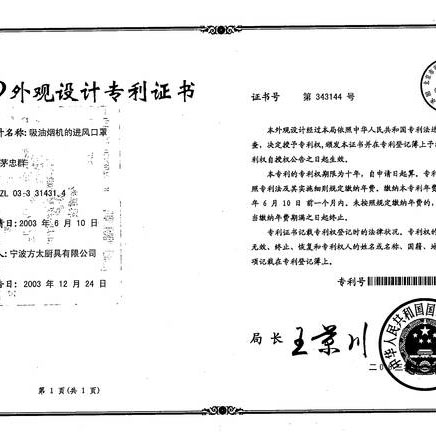 外观设计专利证书
计名称: 吸油烟机的进风口罩
茅忠群
ZL 03-3 31431.4
请日: 2003 年 6 月 10 日
人: 宁波方太厨具有限公司
告日: 2003 年 12 月 24 日
第 1 页(共 1 页)
证书号 第 343144 号
本外观设计经过本局依照中华人民共和国专利法进
查, 决定授予专利权, 颁发本证书并在专利登记簿上予
利权自授权公告之日起生效。
本专利的专利权期限为十年, 自申请日起算。专利
照专利法及其实施细则规定缴纳年费。缴纳本专利年费
年 6 月 10 日 前一个月内。未按照规定缴纳年费的,
当缴纳年费期满之日起终止。
专利证书记载专利权登记时的法律状况。专利权的
无效、终止、恢复和专利权人的姓名或名称、国籍、地
项记载在专利登记簿上。
专利号
局长 王景川
中华人民共和国国